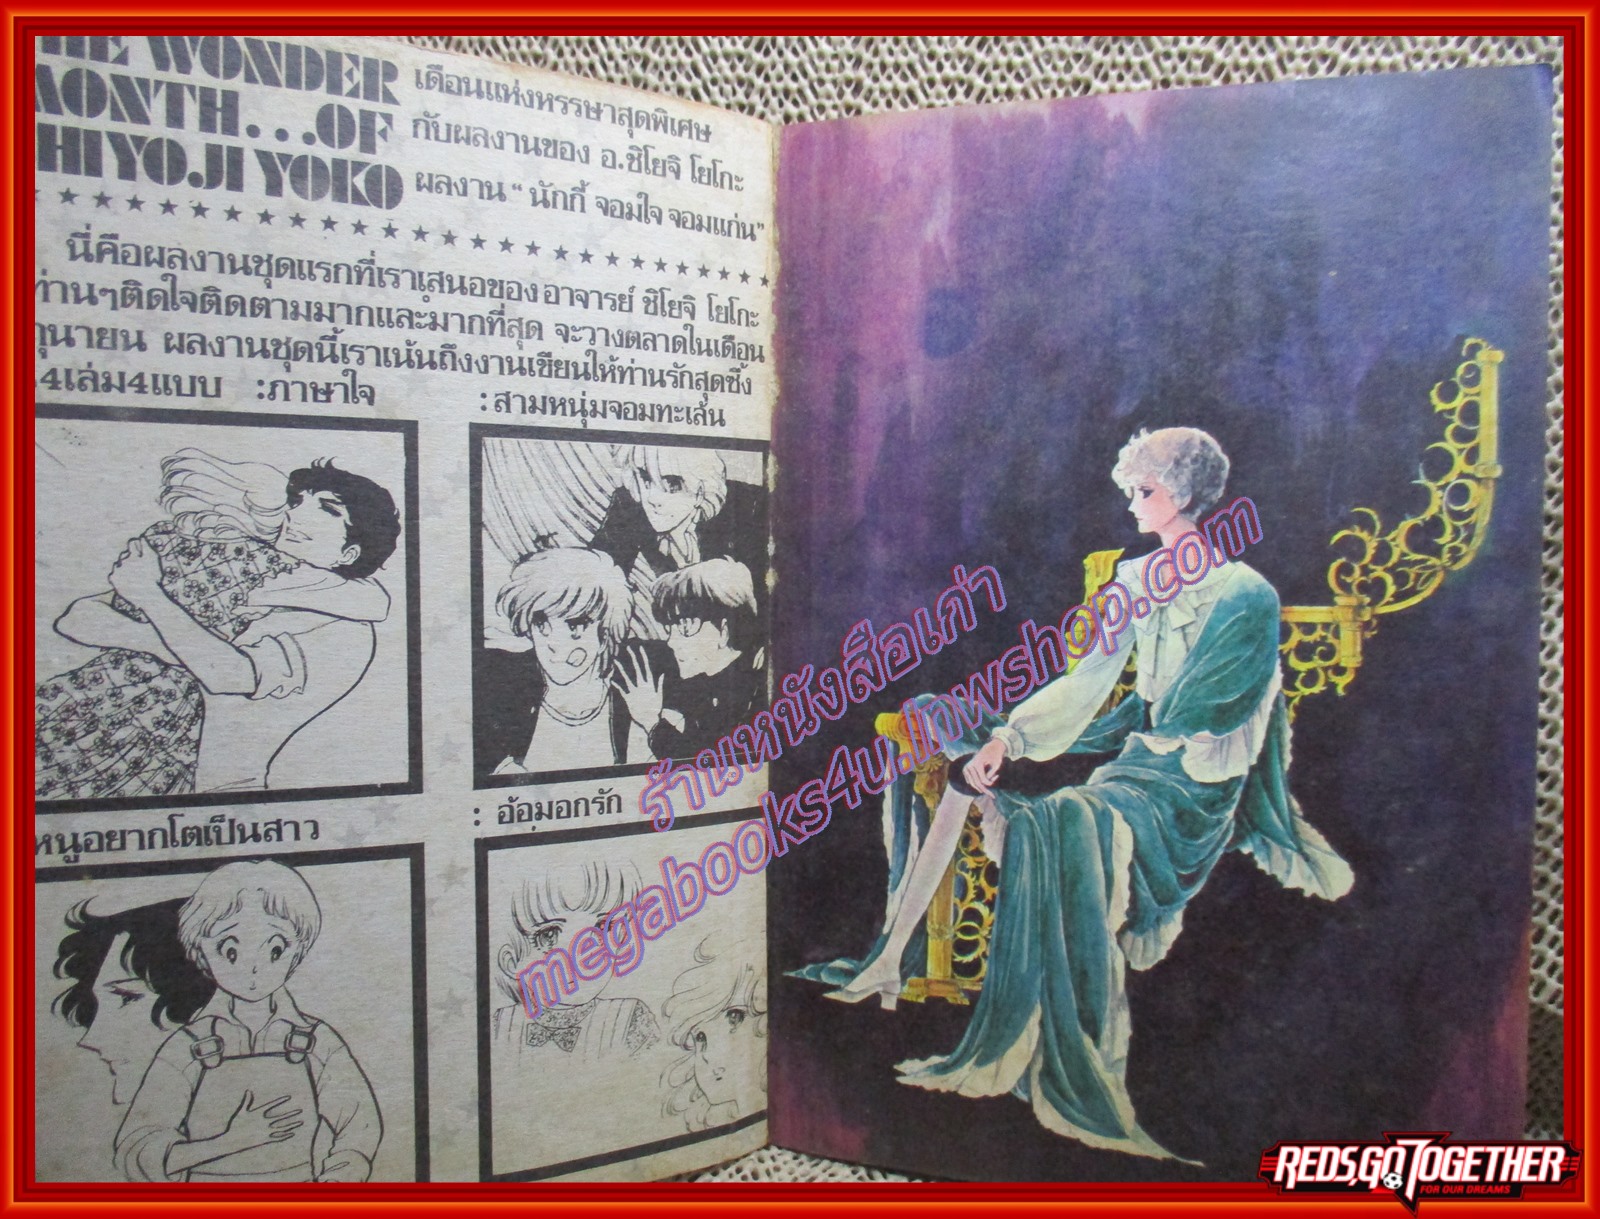 HE WONDER
MONTH...OF
HIYOJI YOKO
เดือนแห่งหรรษาสุดพิเศษ
กับผลงานของ อ.ชิโยจิ โยโกะ
ผลงาน “ นักกี้ จอมใจ จอมแก่น”
นี่คือผลงานชุดแรกที่เราเสนอของ อาจารย์ ชิโยจิ โยโกะ
ท่านๆติดใจติดตามมากและมากที่สุด จะวางตลาดในเดือน
ถุนายน ผลงานชุดนี้เราเน้นถึงงานเขียนให้ท่านรักสุดซึ้ง
4เล่ม4แบบ :ภาษาใจ
:สามหนุ่มจอมทะเล้น
หนูอยากโตเป็นสาว
: อ้อมอกรัก
ร้านหนังสือเก่า
megabooks4u.lnwshop.com
REDS,GO TOGETHER
FOR OUR DREAMS